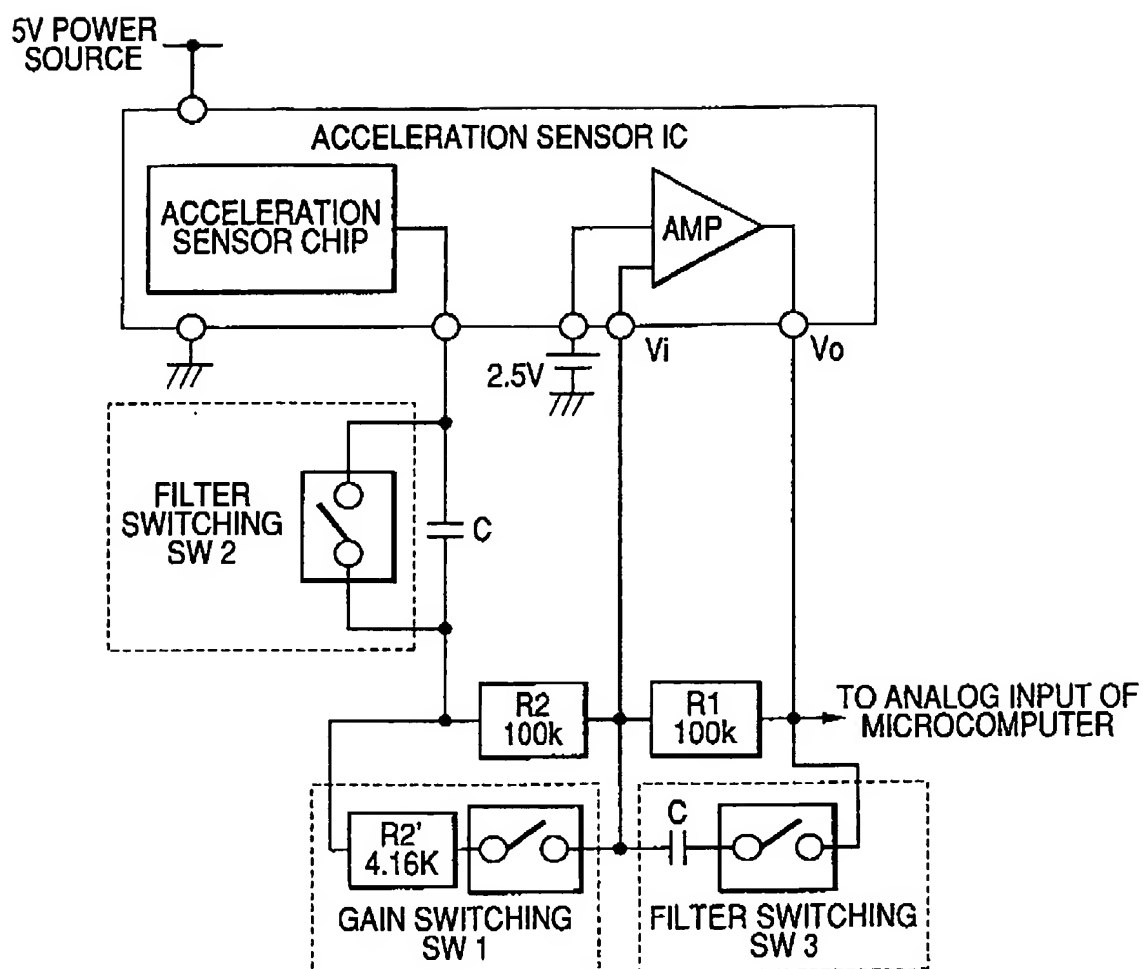 5V POWER
SOURCE
ACCELERATION SENSOR IC
ACCELERATION
SENSOR CHIP
AMP
Vi
Vo
2.5V
FILTER
SWITCHING
SW 2
C
R2
100k
R1
100k
TO ANALOG INPUT OF
MICROCOMPUTER
R2'
4.16K
C
GAIN SWITCHING
SW 1
FILTER SWITCHING
SW 3